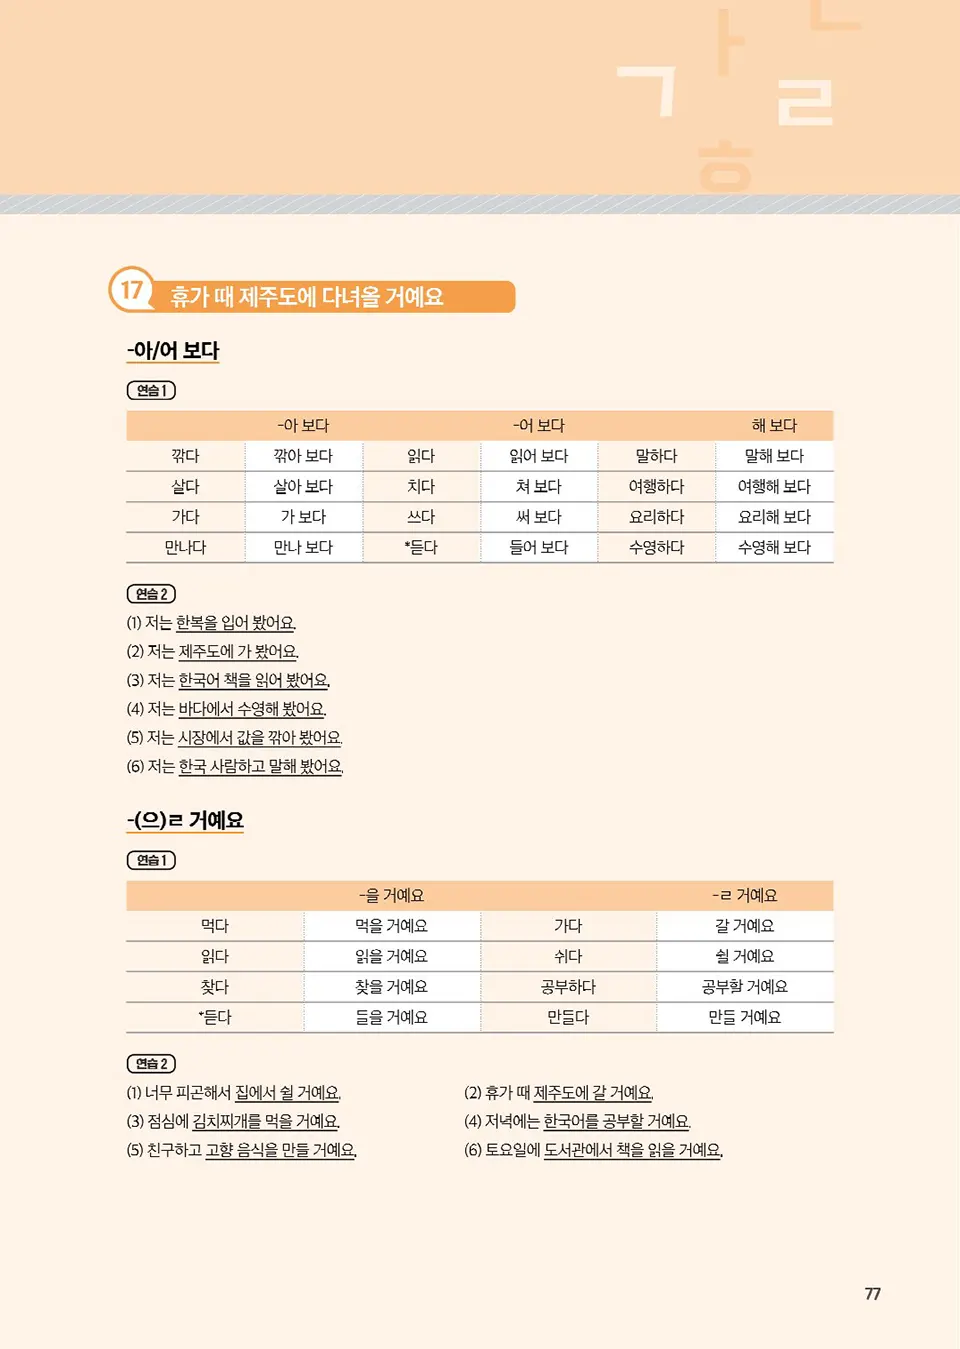 17 휴가 때 제주도에 다녀올 거예요
-아/어 보다
연습 1
-아 보다 -어 보다 해 보다
깎다 깎아 보다 읽다 읽어 보다 말하다 말해 보다
살다 살아 보다 치다 쳐 보다 여행하다 여행해 보다
가다 가 보다 쓰다 써 보다 요리하다 요리해 보다
만나다 만나 보다 *듣다 들어 보다 수영하다 수영해 보다
연습 2
(1) 저는 한복을 입어 봤어요.
(2) 저는 제주도에 가 봤어요.
(3) 저는 한국어 책을 읽어 봤어요.
(4) 저는 바다에서 수영해 봤어요.
(5) 저는 시장에서 값을 깎아 봤어요.
(6) 저는 한국 사람하고 말해 봤어요.
-(으)ㄹ 거예요
연습 1
-을 거예요 -ㄹ 거예요
먹다 먹을 거예요 가다 갈 거예요
읽다 읽을 거예요 쉬다 쉴 거예요
찾다 찾을 거예요 공부하다 공부할 거예요
*듣다 들을 거예요 만들다 만들 거예요
연습 2
(1) 너무 피곤해서 집에서 쉴 거예요.
(2) 휴가 때 제주도에 갈 거예요.
(3) 점심에 김치찌개를 먹을 거예요.
(4) 저녁에는 한국어를 공부할 거예요.
(5) 친구하고 고향 음식을 만들 거예요.
(6) 토요일에 도서관에서 책을 읽을 거예요.
77